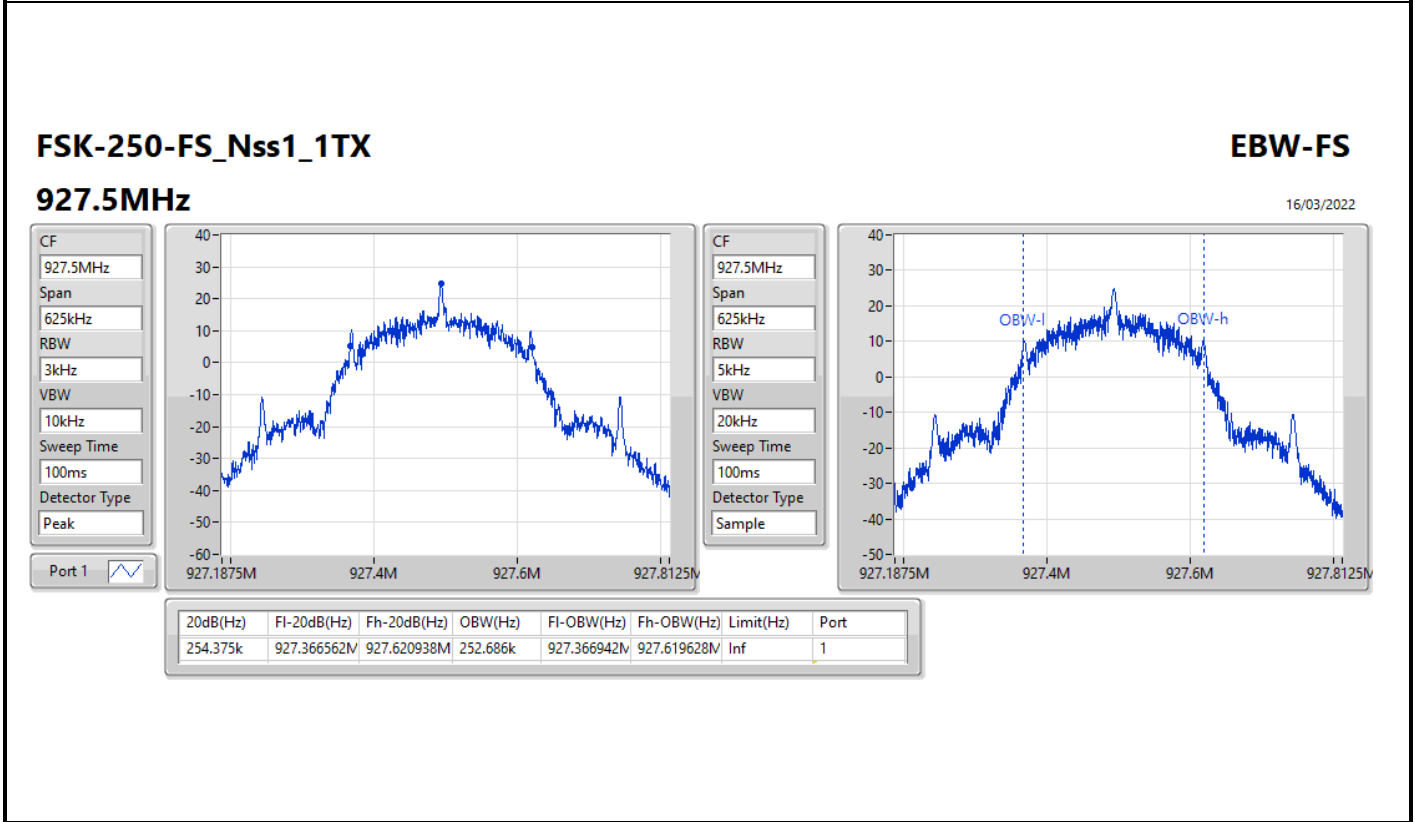 FSK-250-FS_Nss1_1TX
EBW-FS
927.5MHz
16/03/2022
CF
927.5MHz
Span
625kHz
RBW
3kHz
VBW
10kHz
Sweep Time
100ms
Detector Type
Peak
Port 1
40
30
20
10
0
-10
-20
-30
-40
-50
-60
927.1875M 927.4M 927.6M 927.8125M
CF
927.5MHz
Span
625kHz
RBW
5kHz
VBW
20kHz
Sweep Time
100ms
Detector Type
Sample
40
30
20
10
0
-10
-20
-30
-40
-50
OBW-l OBW-h
927.1875M 927.4M 927.6M 927.8125M
20dB(Hz) Fl-20dB(Hz) Fh-20dB(Hz) OBW(Hz) Fl-OBW(Hz) Fh-OBW(Hz) Limit(Hz) Port
254.375k 927.366562M 927.620938M 252.686k 927.366942M 927.619628M Inf 1